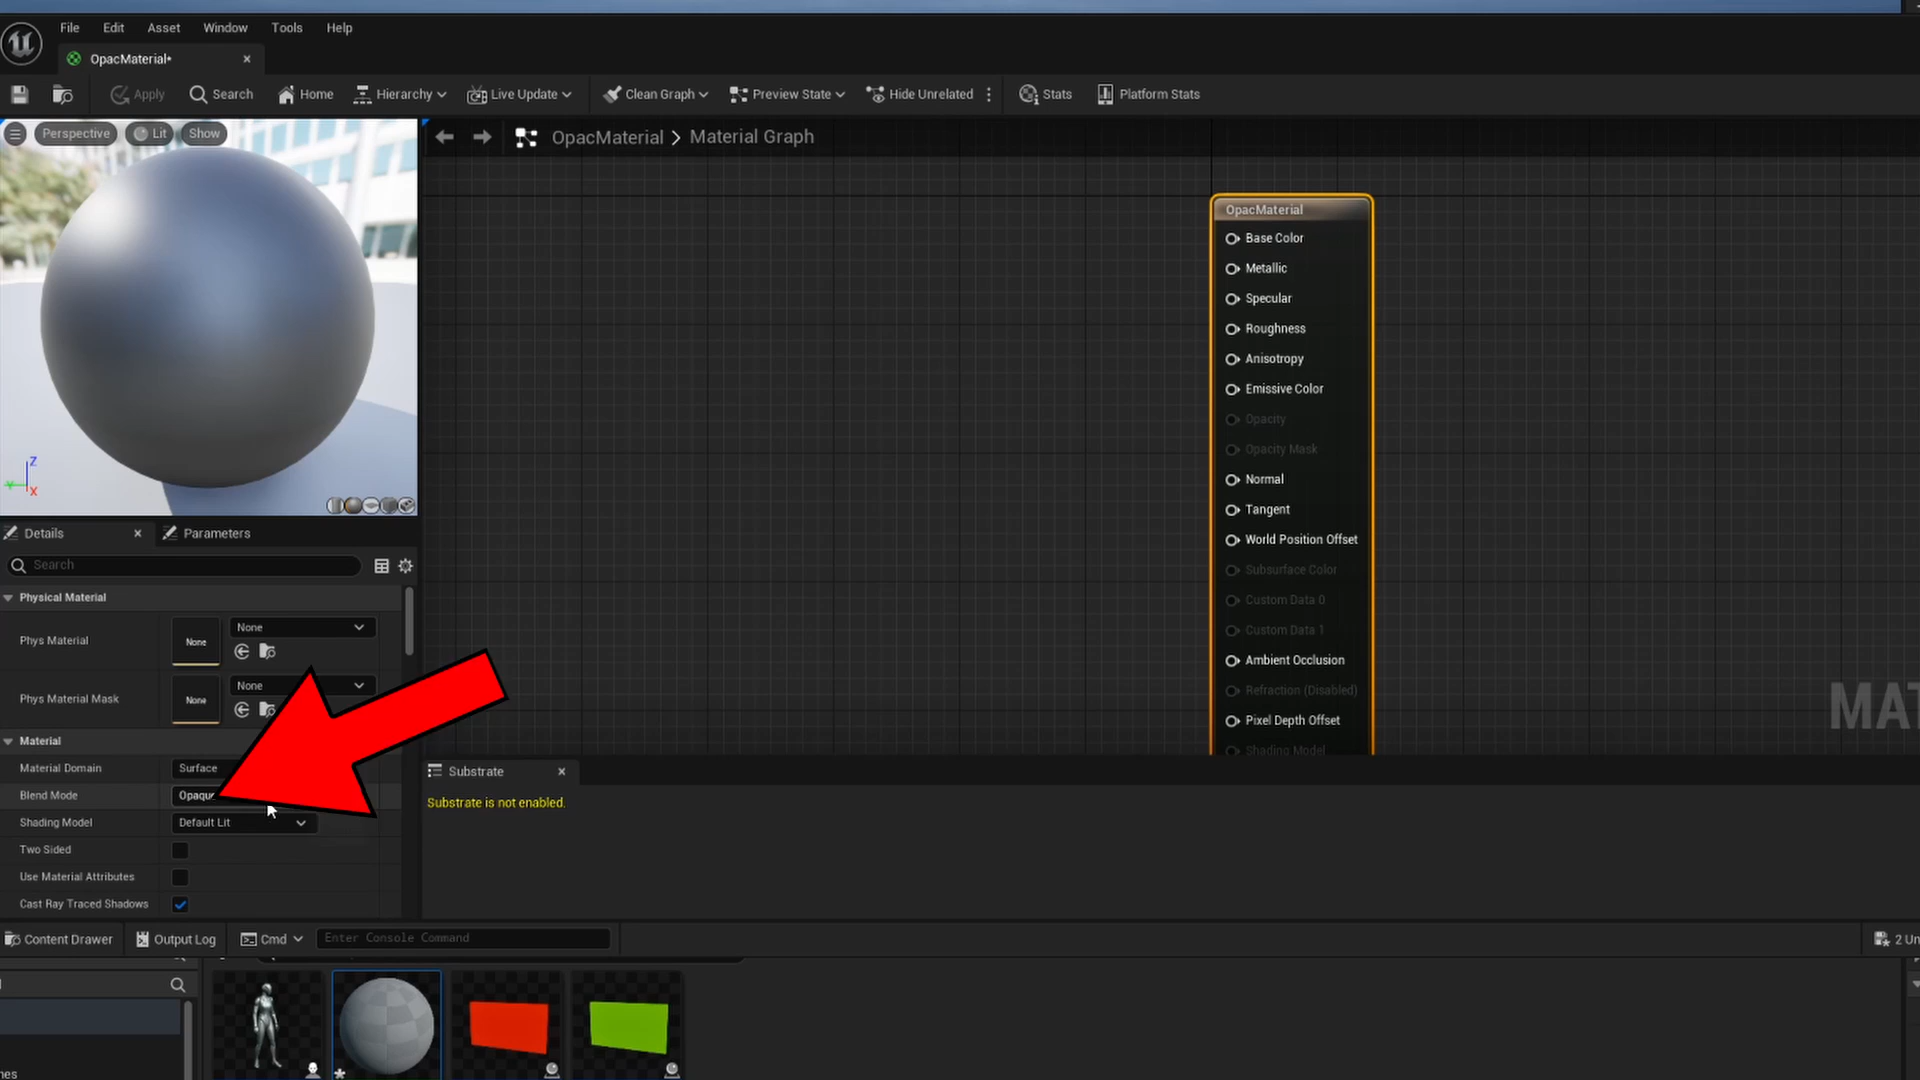 File Edit Asset Window Tools Help
OpacMaterial*
Apply Search Home Hierarchy Live Update Clean Graph Preview State Hide Unrelated Stats Platform Stats
Perspective Lit Show
OpacMaterial > Material Graph
OpacMaterial
Base Color
Metallic
Specular
Roughness
Anisotropy
Emissive Color
Opacity
Opacity Mask
Normal
Tangent
World Position Offset
Subsurface Color
Custom Data 0
Custom Data 1
Ambient Occlusion
Refraction (Disabled)
Pixel Depth Offset
Shading Model
MAT
Z
Y
X
Details Parameters
Search
Physical Material
Phys Material None None
Phys Material Mask None None
Material
Material Domain Surface
Blend Mode Opaque
Shading Model Default Lit
Two Sided
Use Material Attributes
Cast Ray Traced Shadows
Substrate
Substrate is not enabled.
Content Drawer Output Log Cmd Enter Console Command 2 Un